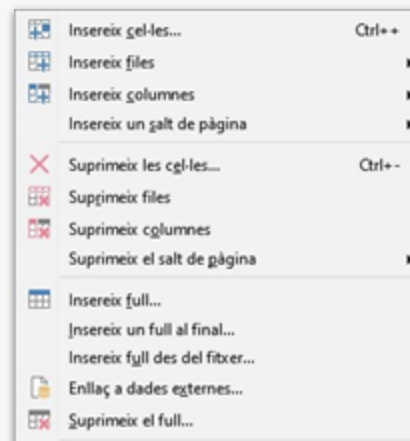 Insereix cel·les... Ctrl++
Insereix files
Insereix columnes
Insereix un salt de pàgina
Suprimeix les cel·les... Ctrl+-
Suprimeix files
Suprimeix columnes
Suprimeix el salt de pàgina
Insereix full...
Insereix un full al final...
Insereix full des del fitxer...
Enllaç a dades externes...
Suprimeix el full...